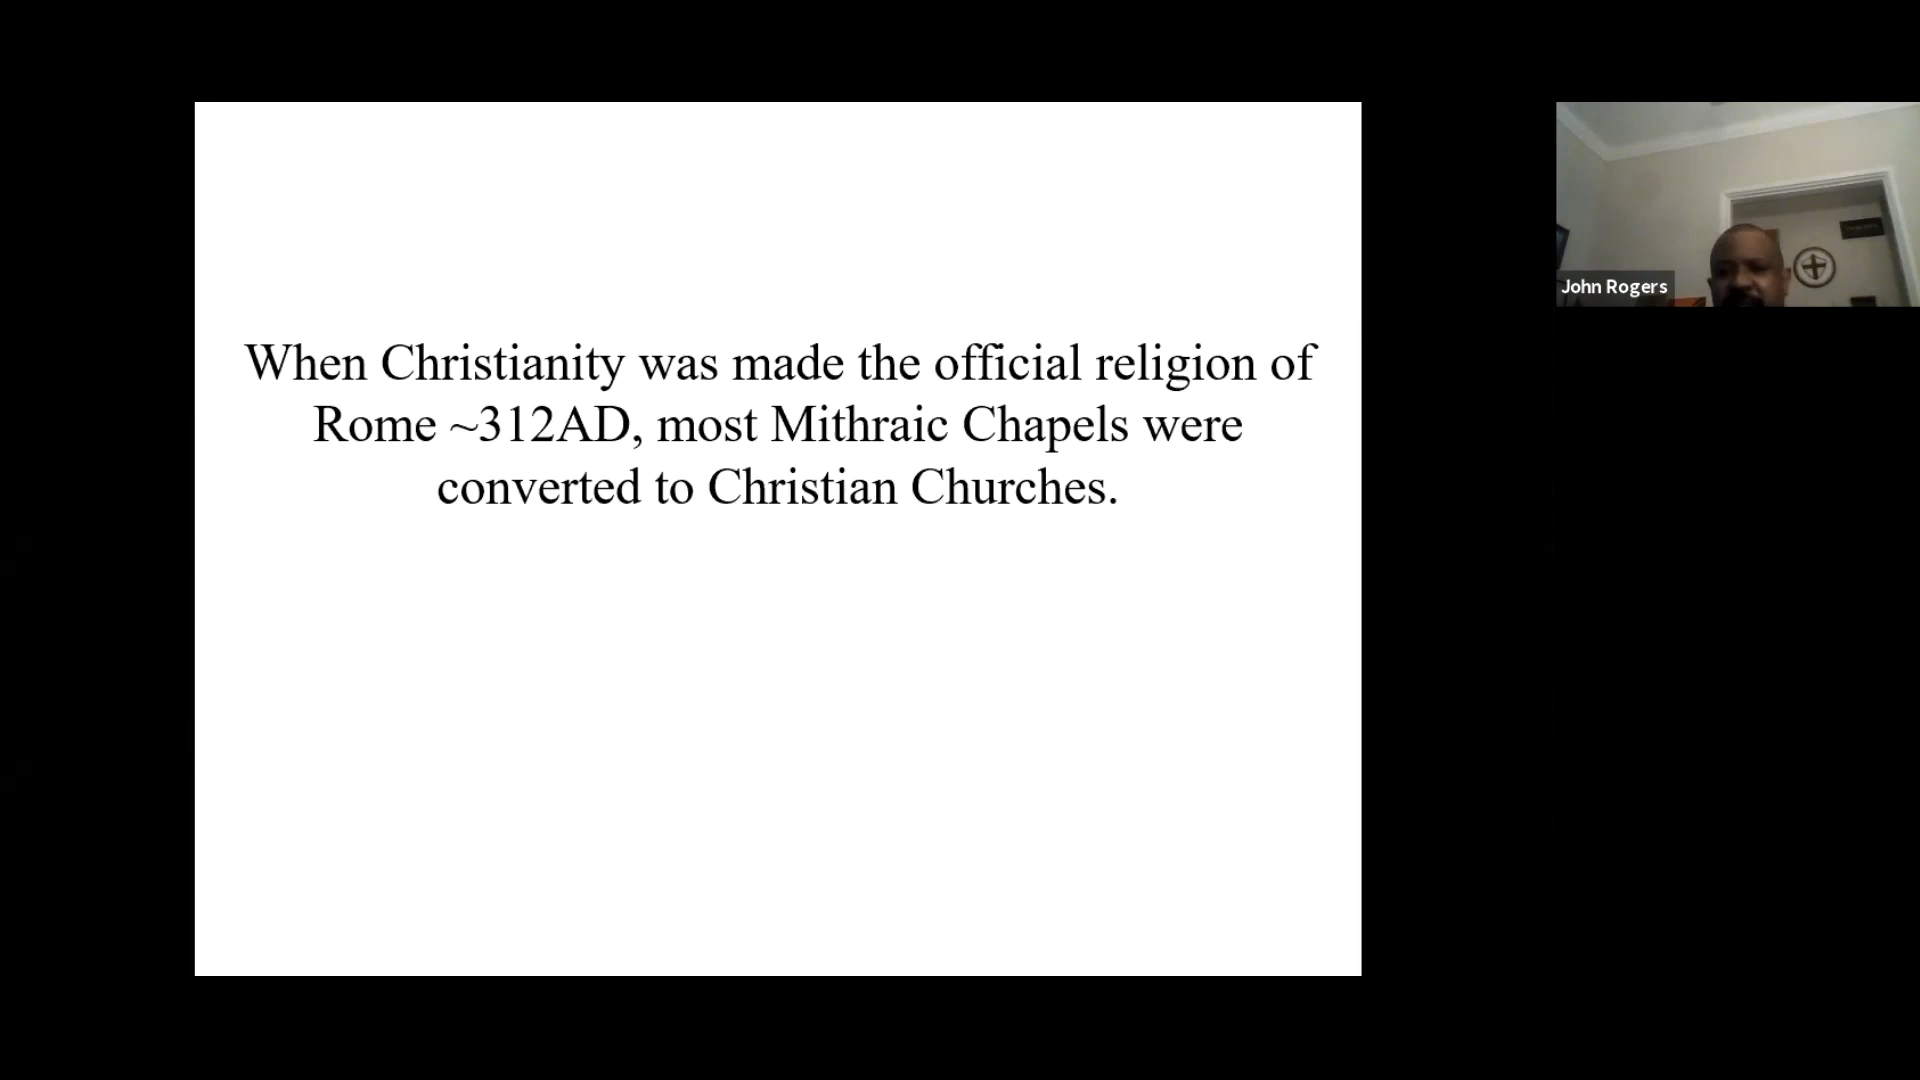 When Christianity was made the official religion of
Rome ~312AD, most Mithraic Chapels were
converted to Christian Churches.
John Rogers